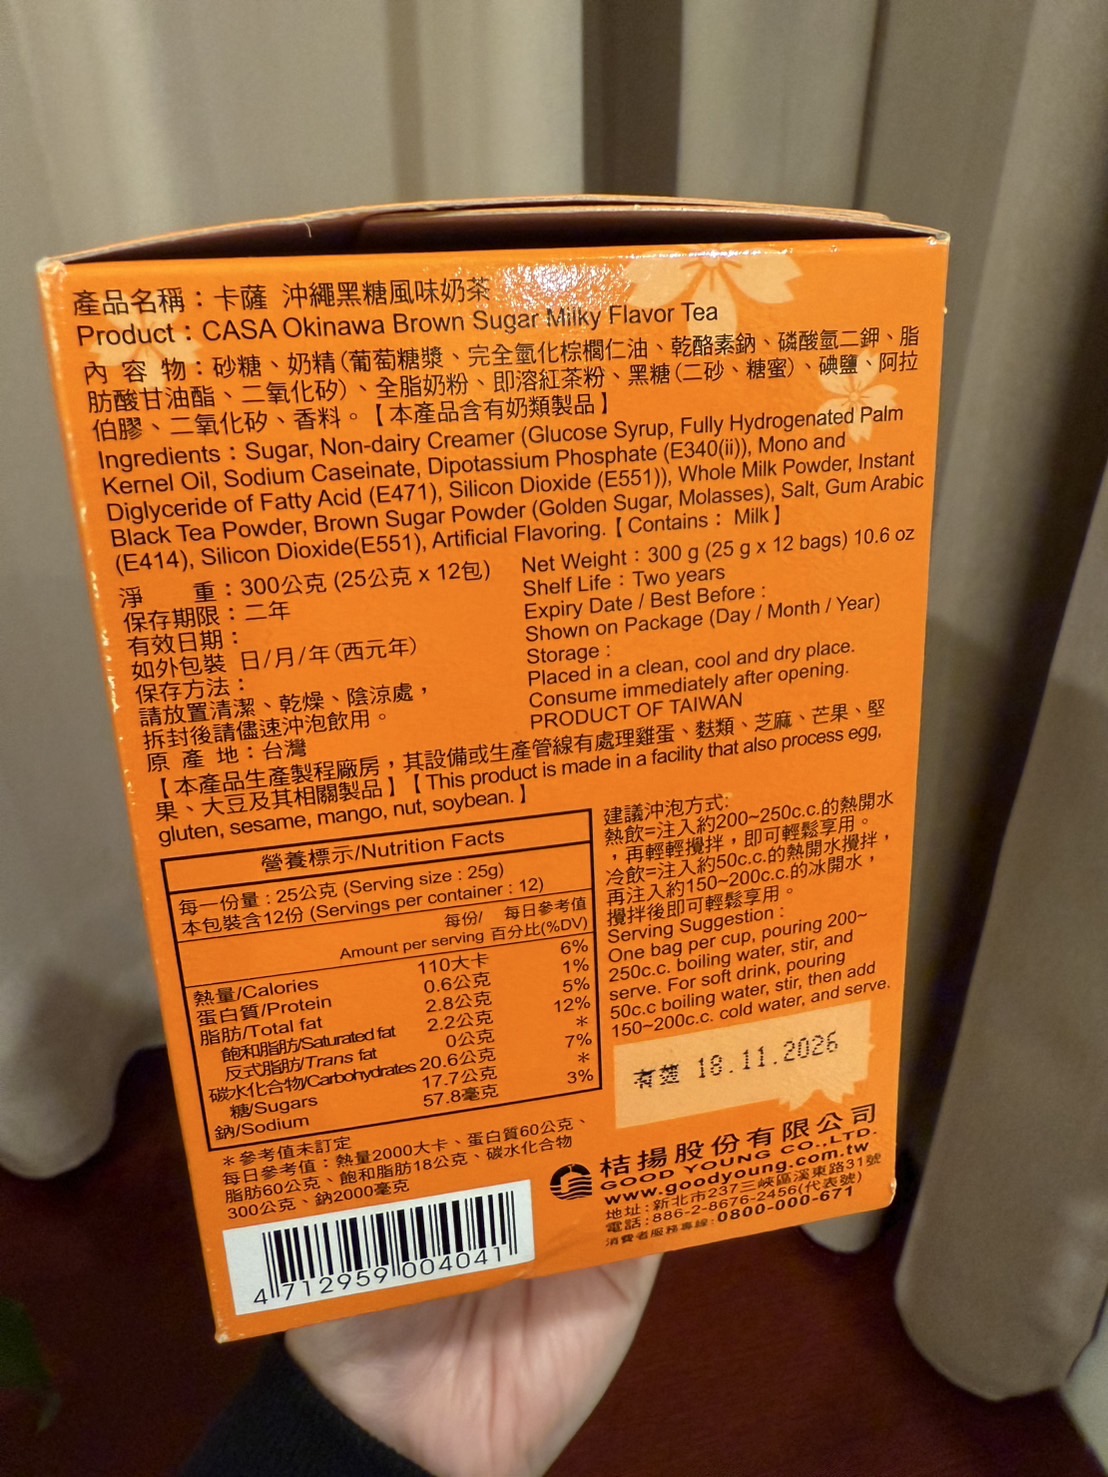 產品名稱：卡薩 沖繩黑糖風味奶茶
Product：CASA Okinawa Brown Sugar Milky Flavor Tea
內 容 物：砂糖、奶精(葡萄糖漿、完全氫化棕櫚仁油、乾酪素鈉、磷酸氫二鉀、脂
肪酸甘油酯、二氧化矽)、全脂奶粉、即溶紅茶粉、黑糖(二砂、糖蜜)、碘鹽、阿拉
伯膠、二氧化矽、香料。【本產品含有奶類製品】
Ingredients：Sugar, Non-dairy Creamer (Glucose Syrup, Fully Hydrogenated Palm
Kernel Oil, Sodium Caseinate, Dipotassium Phosphate (E340(ii)), Mono and
Diglyceride of Fatty Acid (E471), Silicon Dioxide (E551)), Whole Milk Powder, Instant
Black Tea Powder, Brown Sugar Powder (Golden Sugar, Molasses), Salt, Gum Arabic
(E414), Silicon Dioxide(E551), Artificial Flavoring.【Contains：Milk】
淨 重：300公克 (25公克 x 12包)
保存期限：二年
有效日期：
如外包裝 日/月/年(西元年)
保存方法：
請放置清潔、乾燥、陰涼處，
拆封後請儘速沖泡飲用。
原 產 地：台灣
Net Weight：300 g (25 g x 12 bags) 10.6 oz
Shelf Life：Two years
Expiry Date / Best Before：
Shown on Package (Day / Month / Year)
Storage：
Placed in a clean, cool and dry place.
Consume immediately after opening.
PRODUCT OF TAIWAN
【本產品生產製程廠房，其設備或生產管線有處理雞蛋、麩類、芝麻、芒果、堅
果、大豆及其相關製品】【This product is made in a facility that also process egg,
gluten, sesame, mango, nut, soybean.】
營養標示/Nutrition Facts
每一份量：25公克 (Serving size : 25g)
本包裝含12份 (Servings per container : 12)
每份/ 每日參考值
Amount per serving 百分比(%DV)
熱量/Calories 110大卡 6%
蛋白質/Protein 0.6公克 1%
脂肪/Total fat 2.8公克 5%
飽和脂肪/Saturated fat 2.2公克 12%
反式脂肪/Trans fat 0公克 *
碳水化合物/Carbohydrates 20.6公克 7%
糖/Sugars 17.7公克 *
鈉/Sodium 57.8毫克 3%
＊參考值未訂定
每日參考值：熱量2000大卡、蛋白質60公克、
脂肪60公克、飽和脂肪18公克、碳水化合物
300公克、鈉2000毫克
4 712959 004041
建議沖泡方式:
熱飲=注入約200~250c.c.的熱開水
，再輕輕攪拌，即可輕鬆享用。
冷飲=注入約50c.c.的熱開水攪拌，
再注入約150~200c.c.的冰開水，
攪拌後即可輕鬆享用。
Serving Suggestion：
One bag per cup, pouring 200~
250c.c. boiling water, stir, and
serve. For soft drink, pouring
50c.c boiling water, stir, then add
150~200c.c. cold water, and serve.
有效 18.11.2026
桔揚股份有限公司
GOOD YOUNG CO.,LTD.
www.goodyoung.com.tw
地址:新北市237三峽區溪東路31號
電話:886-2-8676-2456(代表號)
消費者服務專線:0800-000-671